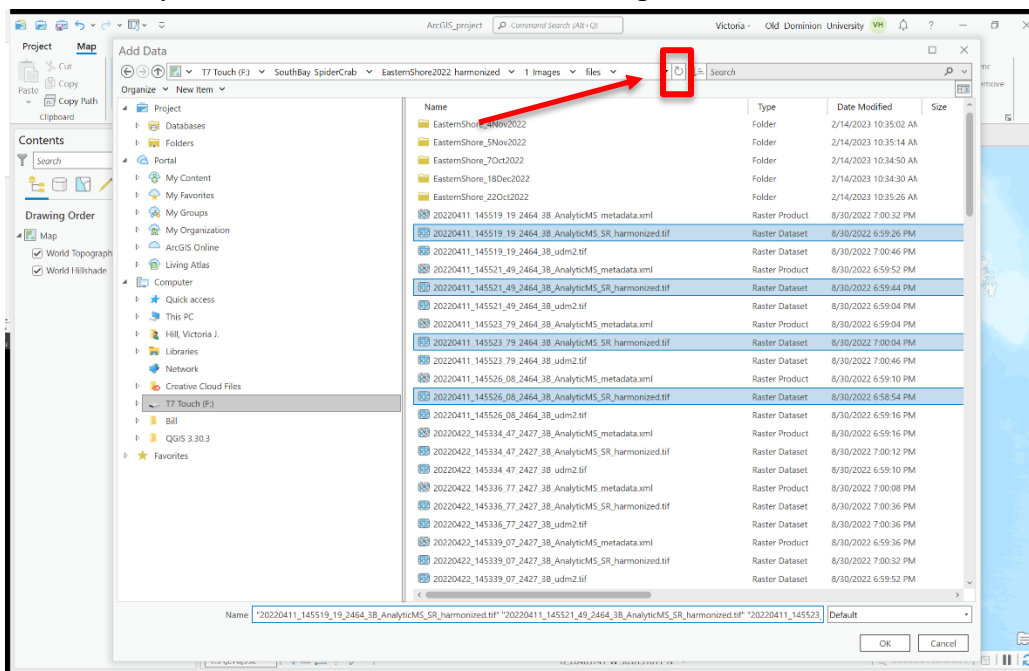 ArcGIS_project Command Search (Alt+Q) Victoria - Old Dominion University VH ?
Project Map
Add Data
Cut
Copy
Paste
Copy Path
Clipboard
T7 Touch (F:) SouthBay SpiderCrab EasternShore2022 harmonized 1 Images files Search
Organize New Item
Contents
Search
Drawing Order
Map
World Topograph
World Hillshade
Project
Databases
Folders
Portal
My Content
My Favorites
My Groups
My Organization
ArcGIS Online
Living Atlas
Computer
Quick access
This PC
Hill, Victoria J.
Libraries
Network
Creative Cloud Files
T7 Touch (F:)
Bill
QGIS 3.30.3
Favorites
Name Type Date Modified Size
EasternShore_4Nov2022 Folder 2/14/2023 10:35:02 AM
EasternShore_5Nov2022 Folder 2/14/2023 10:35:14 AM
EasternShore_7Oct2022 Folder 2/14/2023 10:34:50 AM
EasternShore_18Dec2022 Folder 2/14/2023 10:34:30 AM
EasternShore_22Oct2022 Folder 2/14/2023 10:35:26 AM
20220411_145519_19_2464_3B_AnalyticMS_metadata.xml Raster Product 8/30/2022 7:00:32 PM
20220411_145519_19_2464_3B_AnalyticMS_SR_harmonized.tif Raster Dataset 8/30/2022 6:59:26 PM
20220411_145519_19_2464_3B_udm2.tif Raster Dataset 8/30/2022 7:00:46 PM
20220411_145521_49_2464_3B_AnalyticMS_metadata.xml Raster Product 8/30/2022 6:59:52 PM
20220411_145521_49_2464_3B_AnalyticMS_SR_harmonized.tif Raster Dataset 8/30/2022 6:59:44 PM
20220411_145521_49_2464_3B_udm2.tif Raster Dataset 8/30/2022 6:59:04 PM
20220411_145523_79_2464_3B_AnalyticMS_metadata.xml Raster Product 8/30/2022 6:59:04 PM
20220411_145523_79_2464_3B_AnalyticMS_SR_harmonized.tif Raster Dataset 8/30/2022 7:00:04 PM
20220411_145523_79_2464_3B_udm2.tif Raster Dataset 8/30/2022 7:00:46 PM
20220411_145526_08_2464_3B_AnalyticMS_metadata.xml Raster Product 8/30/2022 6:59:10 PM
20220411_145526_08_2464_3B_AnalyticMS_SR_harmonized.tif Raster Dataset 8/30/2022 6:58:54 PM
20220411_145526_08_2464_3B_udm2.tif Raster Dataset 8/30/2022 6:59:16 PM
20220422_145334_47_2427_3B_AnalyticMS_metadata.xml Raster Product 8/30/2022 6:59:16 PM
20220422_145334_47_2427_3B_AnalyticMS_SR_harmonized.tif Raster Dataset 8/30/2022 7:00:12 PM
20220422_145334_47_2427_3B_udm2.tif Raster Dataset 8/30/2022 6:59:10 PM
20220422_145336_77_2427_3B_AnalyticMS_metadata.xml Raster Product 8/30/2022 7:00:08 PM
20220422_145336_77_2427_3B_AnalyticMS_SR_harmonized.tif Raster Dataset 8/30/2022 7:00:36 PM
20220422_145336_77_2427_3B_udm2.tif Raster Dataset 8/30/2022 7:00:36 PM
20220422_145339_07_2427_3B_AnalyticMS_metadata.xml Raster Product 8/30/2022 6:59:36 PM
20220422_145339_07_2427_3B_AnalyticMS_SR_harmonized.tif Raster Dataset 8/30/2022 7:00:32 PM
20220422_145339_07_2427_3B_udm2.tif Raster Dataset 8/30/2022 6:59:52 PM
Name "20220411_145519_19_2464_3B_AnalyticMS_SR_harmonized.tif" "20220411_145521_49_2464_3B_AnalyticMS_SR_harmonized.tif" "20220411_145523_ Default
OK Cancel